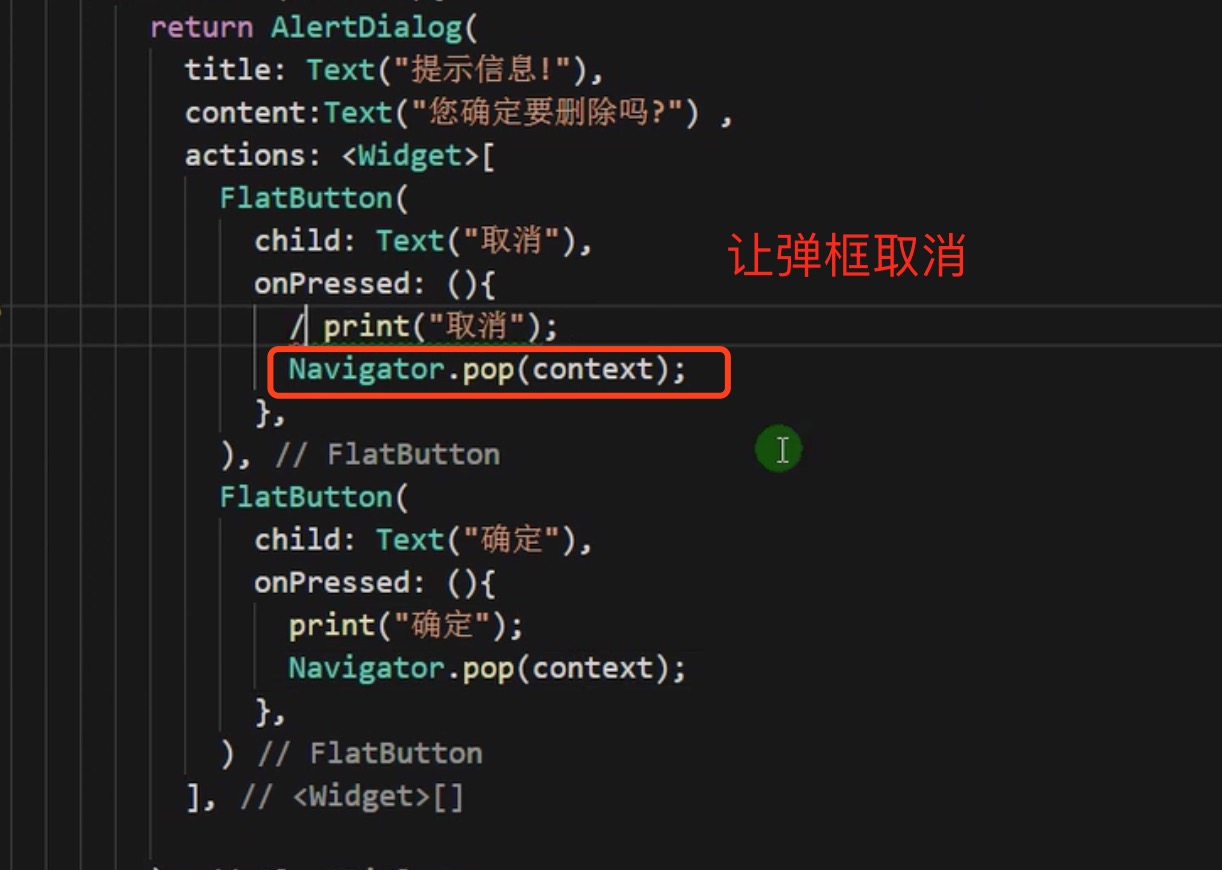 return AlertDialog(
title: Text("提示信息!"),
content:Text("您确定要删除吗?") ,
actions: <Widget>[
FlatButton(
child: Text("取消"),
让弹框取消
onPressed: (){
/ print("取消");
Navigator.pop(context);
},
), // FlatButton
FlatButton(
child: Text("确定"),
onPressed: (){
print("确定");
Navigator.pop(context);
},
) // FlatButton
], // <Widget>[]